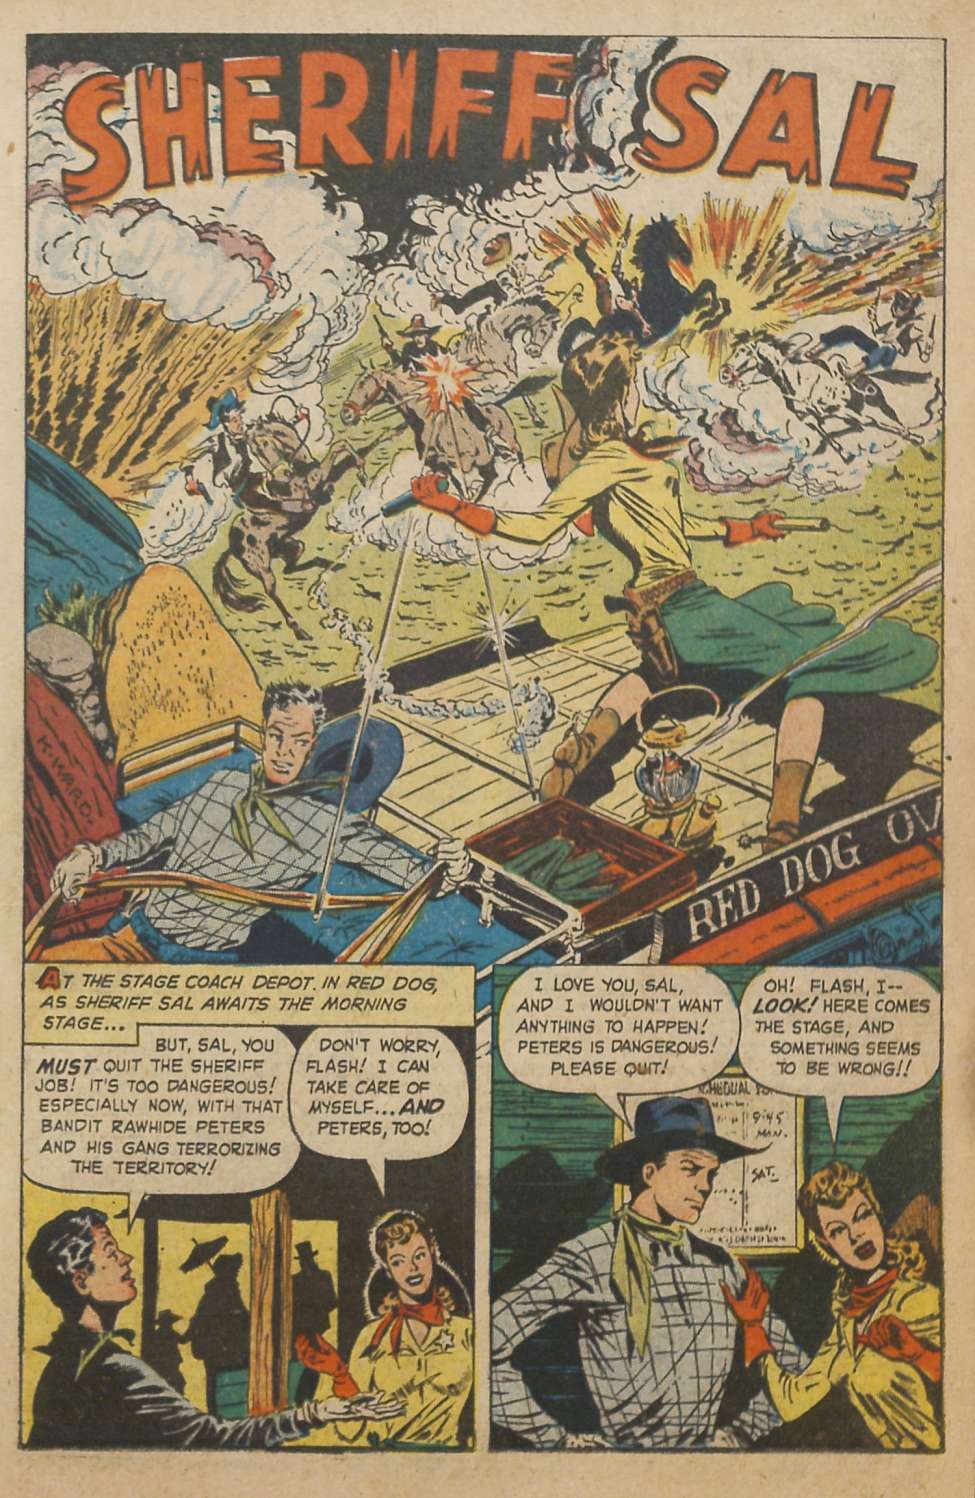 SHERIFF SAL
K. WARD.
RED DOG OV
AT THE STAGE COACH DEPOT. IN RED DOG,
AS SHERIFF SAL AWAITS THE MORNING
STAGE...
BUT, SAL, YOU
MUST QUIT THE SHERIFF
JOB! IT'S TOO DANGEROUS!
ESPECIALLY NOW, WITH THAT
BANDIT RAWHIDE PETERS
AND HIS GANG TERRORIZING
THE TERRITORY!
DON'T WORRY,
FLASH! I CAN
TAKE CARE OF
MYSELF...AND
PETERS, TOO!
I LOVE YOU, SAL,
AND I WOULDN'T WANT
ANYTHING TO HAPPEN!
PETERS IS DANGEROUS!
PLEASE QUIT!
OH! FLASH, I--
LOOK! HERE COMES
THE STAGE, AND
SOMETHING SEEMS
TO BE WRONG!!
CHEDUAL
9:45
MAN.
SAT.